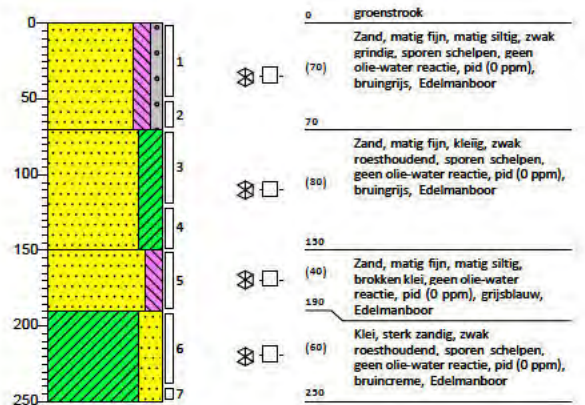 0 groenstrook
0
Zand, matig fijn, matig siltig, zwak
grindig, sporen schelpen, geen
olie-water reactie, pid (0 ppm),
bruingrijs, Edelmanboor
(70)
1
50
2
70
Zand, matig fijn, kleiïg, zwak
roesthoudend, sporen schelpen,
geen olie-water reactie, pid (0 ppm),
bruingrijs, Edelmanboor
(80)
3
100
4
150
150
Zand, matig fijn, matig siltig,
brokken klei, geen olie-water
reactie, pid (0 ppm), grijsblauw,
Edelmanboor
(40)
5
190
200
Klei, sterk zandig, zwak
roesthoudend, sporen schelpen,
geen olie-water reactie, pid (0 ppm),
bruincreme, Edelmanboor
(60)
6
7
250
250